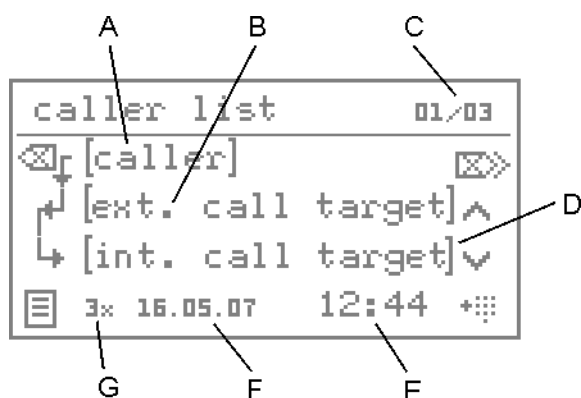 A B C
caller list 01/03
[caller]
[ext. call target]
D
[int. call target]
3x 16.05.07 12:44
G F E